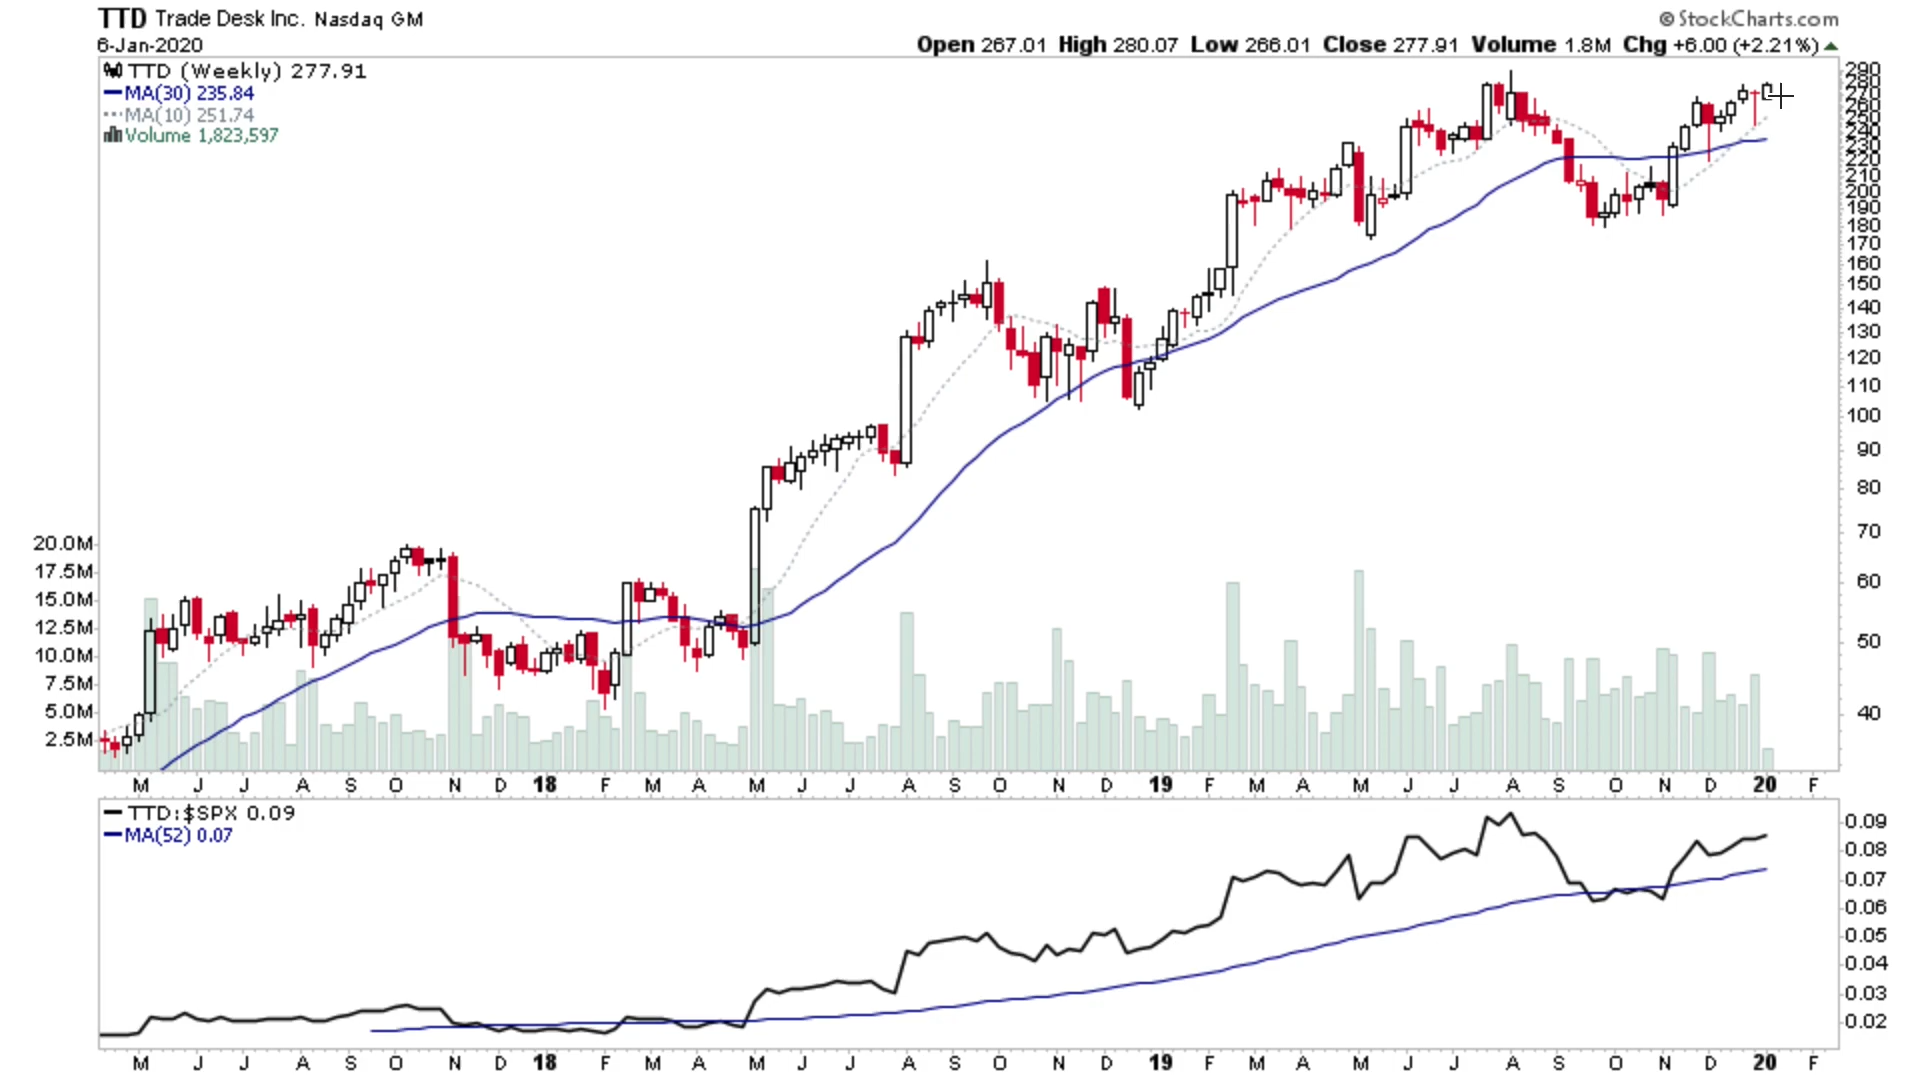 TTD Trade Desk Inc. Nasdaq GM
© StockCharts.com
6-Jan-2020
Open 267.01 High 280.07 Low 266.01 Close 277.91 Volume 1.8M Chg +6.00 (+2.21%)
TTD (Weekly) 277.91
MA(30) 235.84
MA(10) 251.74
Volume 1,823,597
290
280
270
260
250
240
230
220
210
200
190
180
170
160
150
140
130
120
110
100
90
80
70
60
50
40
20.0M
17.5M
15.0M
12.5M
10.0M
7.5M
5.0M
2.5M
M J J A S O N D 18 F M A M J J A S O N D 19 F M A M J J A S O N D 20 F
TTD:$SPX 0.09
MA(52) 0.07
0.09
0.08
0.07
0.06
0.05
0.04
0.03
0.02
M J J A S O N D 18 F M A M J J A S O N D 19 F M A M J J A S O N D 20 F